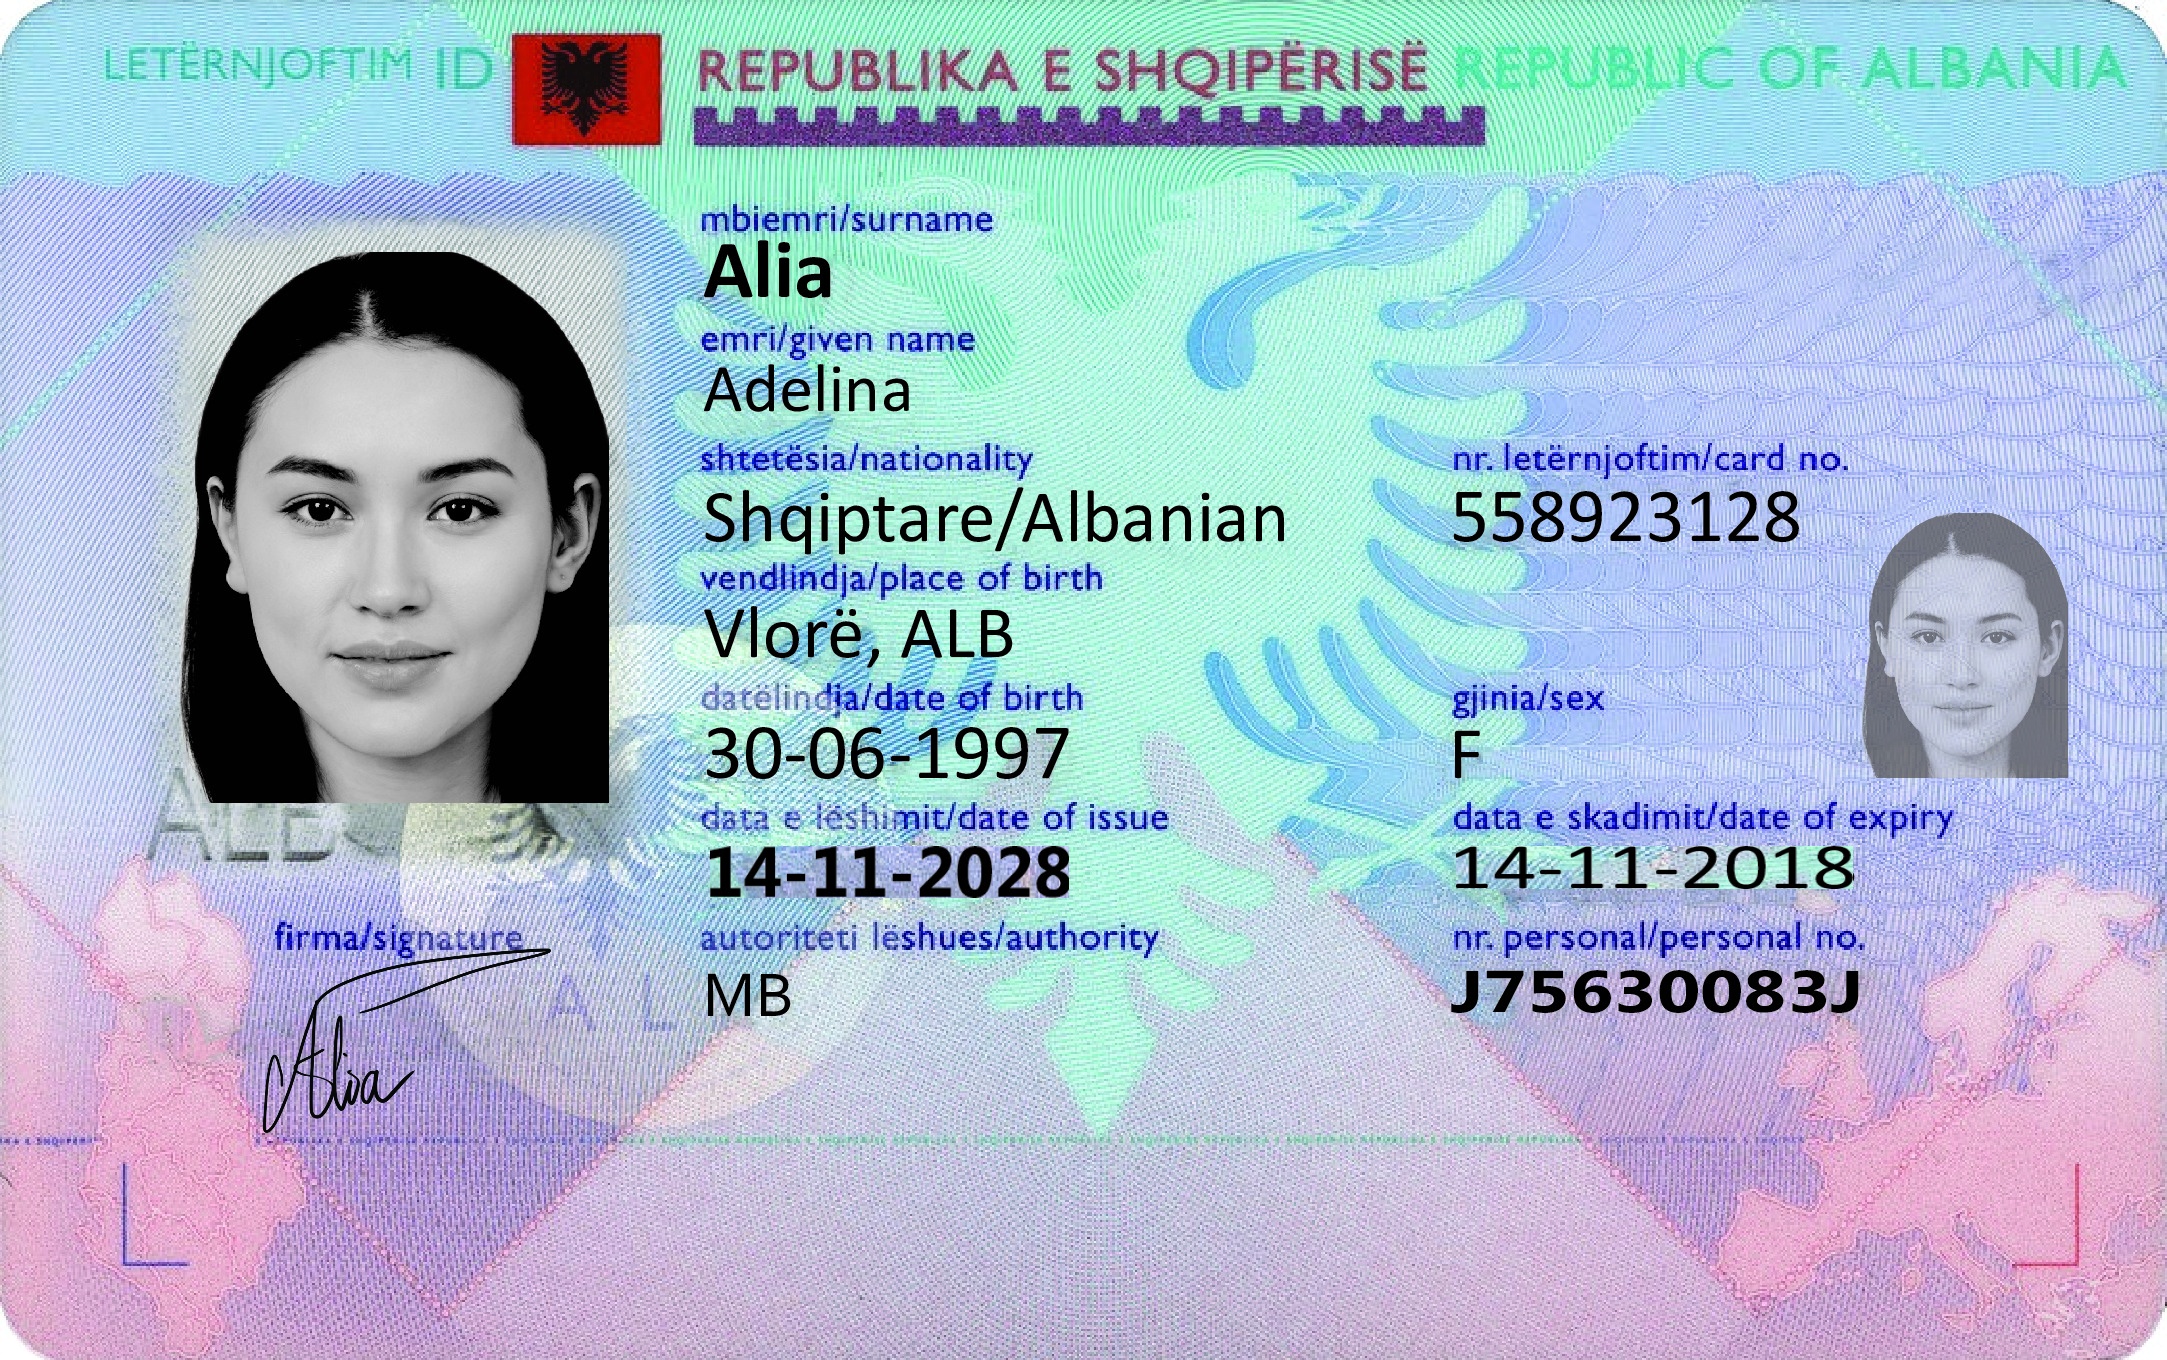 LETËRNJOFTIM ID REPUBLIKA E SHQIPËRISË REPUBLIC OF ALBANIA
mbiemri/surname
Alia
emri/given name
Adelina
shtetësia/nationality nr. letërnjoftim/card no.
Shqiptare/Albanian 558923128
vendlindja/place of birth
Vlorë, ALB
datëlindja/date of birth gjinia/sex
30-06-1997 F
ALB
data e lëshimit/date of issue data e skadimit/date of expiry
14-11-2028 14-11-2018
firma/signature autoriteti lëshues/authority nr. personal/personal no.
A L MB J75630083J
Alia